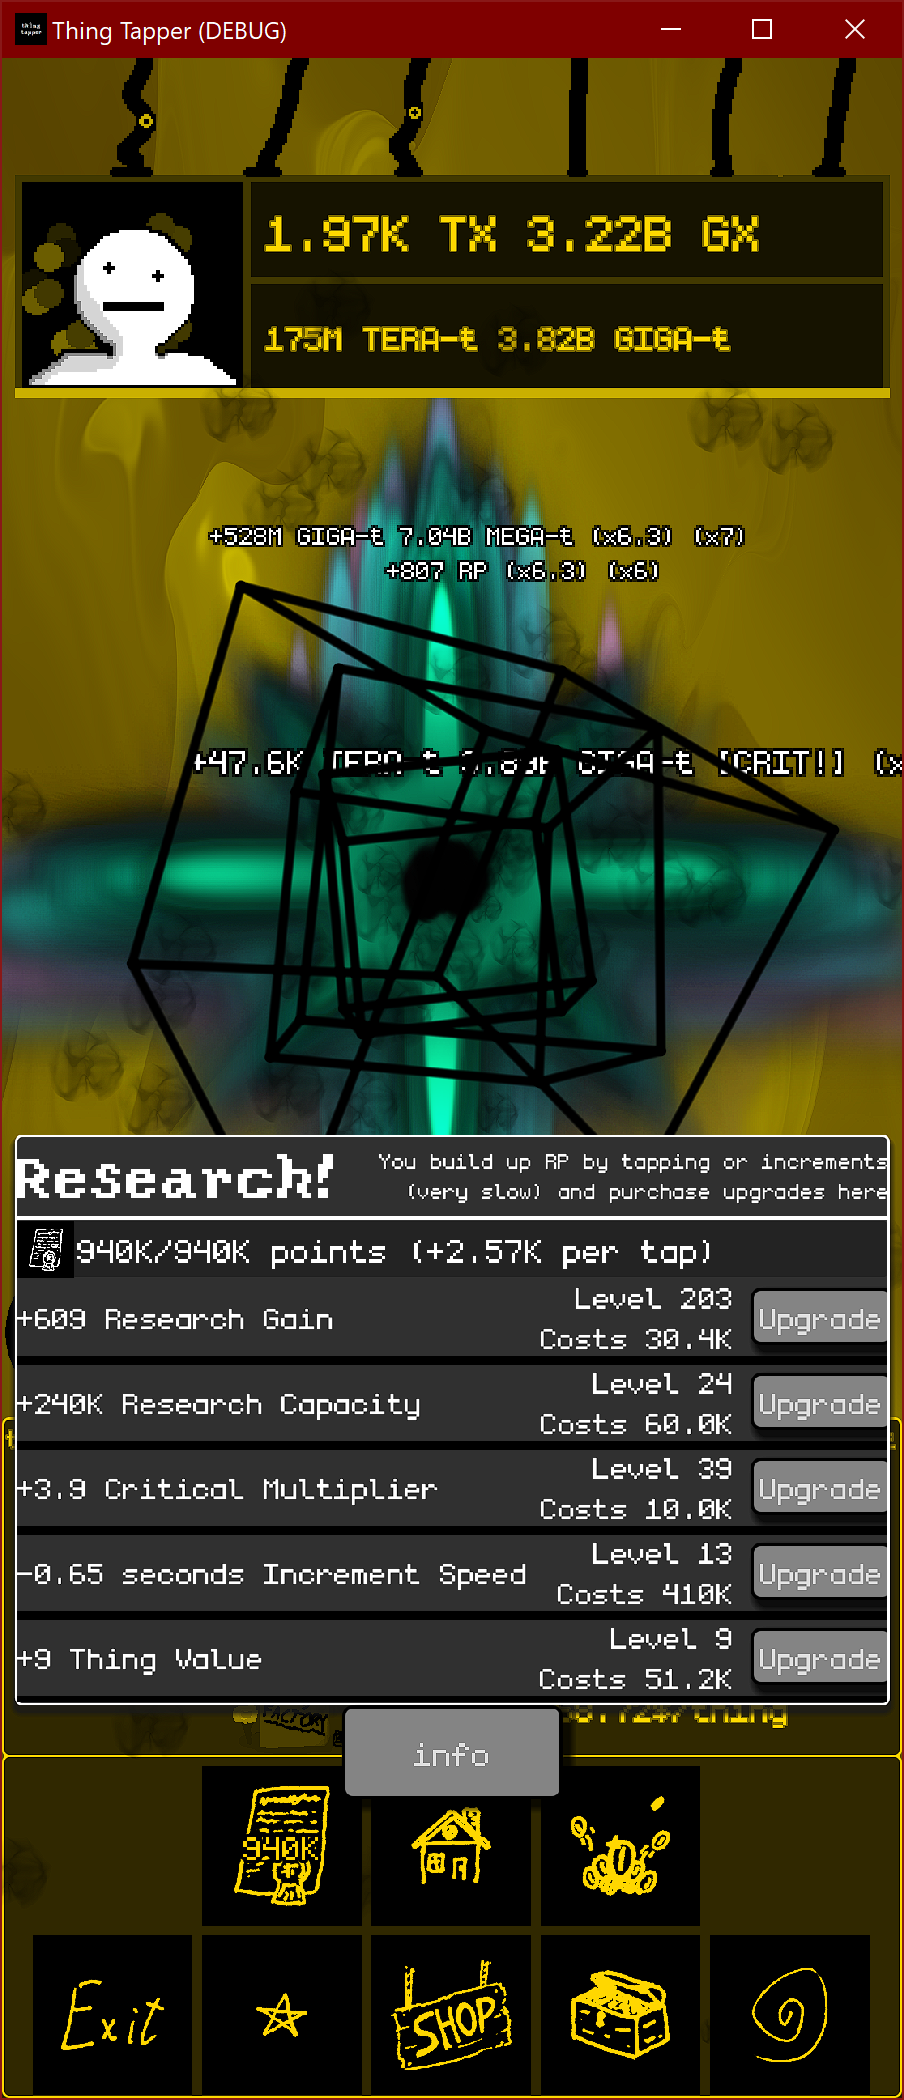 Thing Tapper (DEBUG)
1.97K TX 3.22B GX
175M TERA-t 3.82B GIGA-t
+528M GIGA-t 7.04B MEGA-t (x6.3) (x7)
+807 RP (x6.3) (x6)
+47.6K TERA-t GIGA-t [CRIT!] (x
Research!
You build up RP by tapping or increments
(very slow) and purchase upgrades here
940K/940K points (+2.57K per tap)
+609 Research Gain
Level 203
Costs 30.4K
Upgrade
+240K Research Capacity
Level 24
Costs 60.0K
Upgrade
+3.9 Critical Multiplier
Level 39
Costs 10.0K
Upgrade
-0.65 seconds Increment Speed
Level 13
Costs 410K
Upgrade
+9 Thing Value
Level 9
Costs 51.2K
Upgrade
FACTORY
info
940K
Exit
SHOP